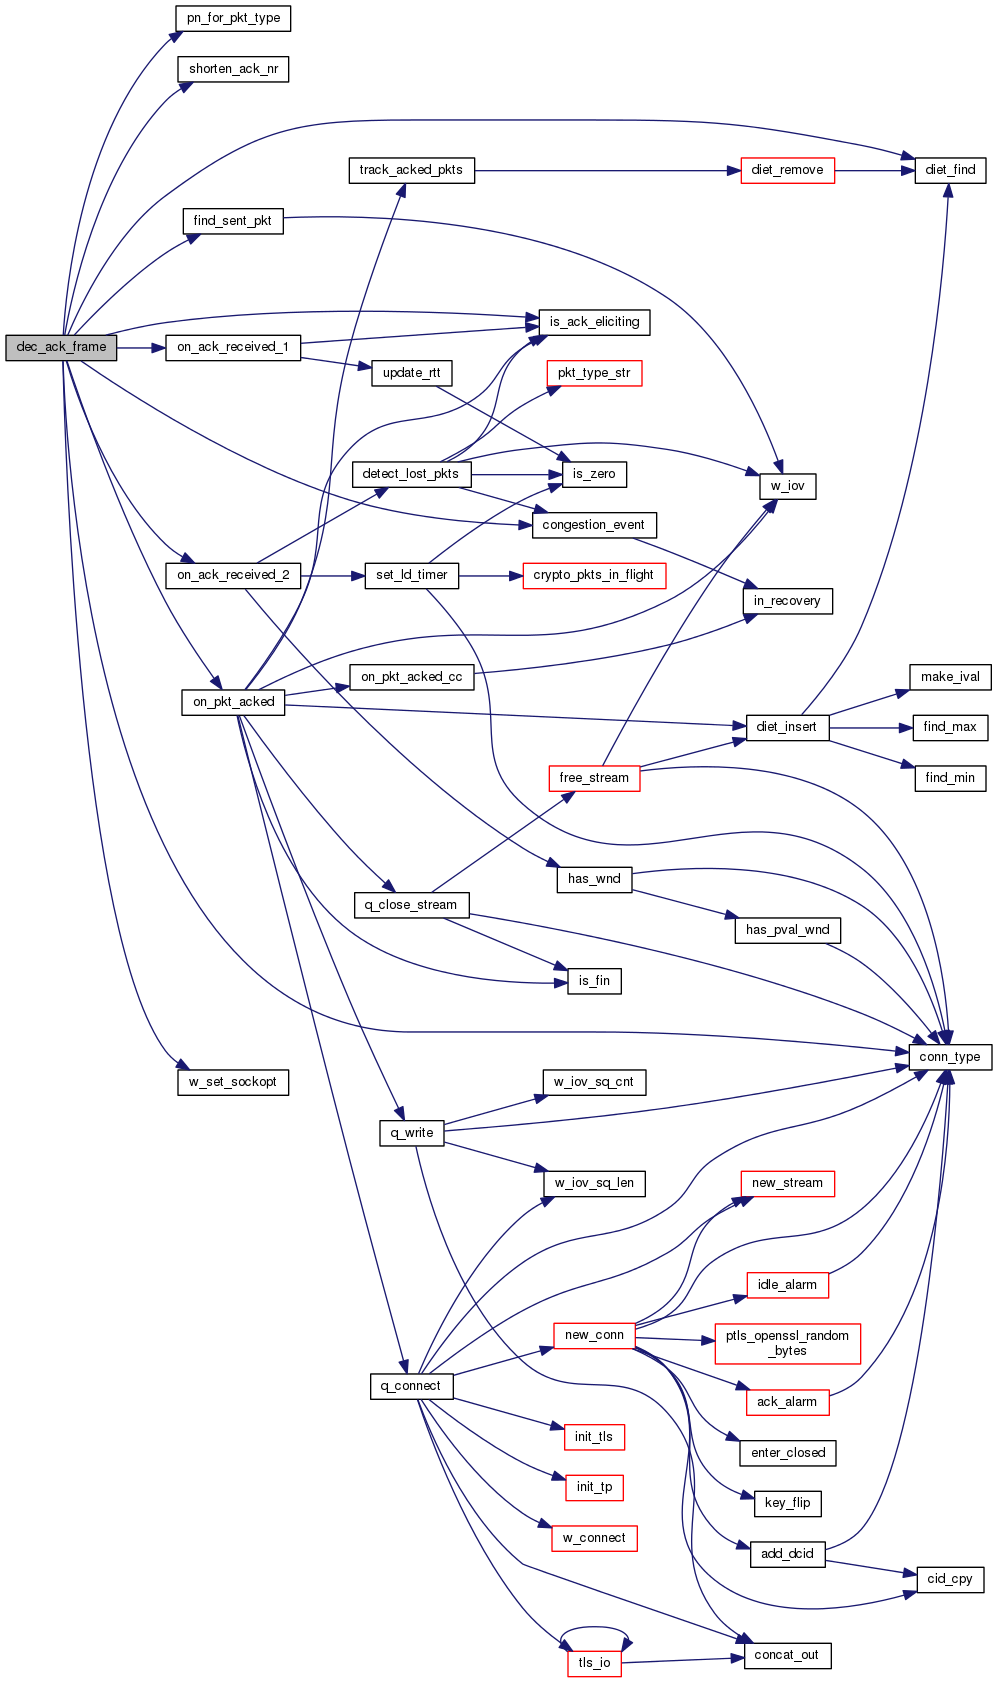 pn_for_pkt_type
shorten_ack_nr
track_acked_pkts
diet_remove
diet_find
find_sent_pkt
is_ack_eliciting
dec_ack_frame
on_ack_received_1
update_rtt
pkt_type_str
detect_lost_pkts
is_zero
w_iov
congestion_event
on_ack_received_2
set_ld_timer
crypto_pkts_in_flight
in_recovery
on_pkt_acked_cc
make_ival
on_pkt_acked
diet_insert
find_max
free_stream
find_min
has_wnd
q_close_stream
has_pval_wnd
is_fin
conn_type
w_set_sockopt
w_iov_sq_cnt
q_write
w_iov_sq_len
new_stream
idle_alarm
new_conn
ptls_openssl_random
_bytes
q_connect
ack_alarm
init_tls
enter_closed
init_tp
key_flip
w_connect
add_dcid
cid_cpy
concat_out
tls_io